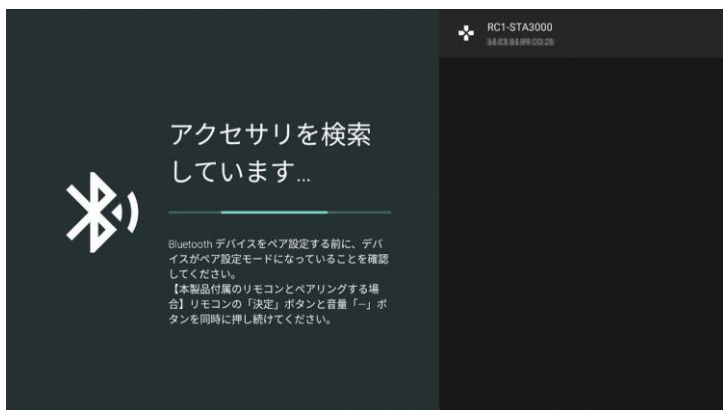 アクセサリを検索
しています...
Bluetooth デバイスをペア設定する前に、デバ
イスがペア設定モードになっていることを確認
してください。
【本製品付属のリモコンとペアリングする場
合】リモコンの「決定」ボタンと音量「−」ボ
タンを同時に押し続けてください。
RC1-STA3000